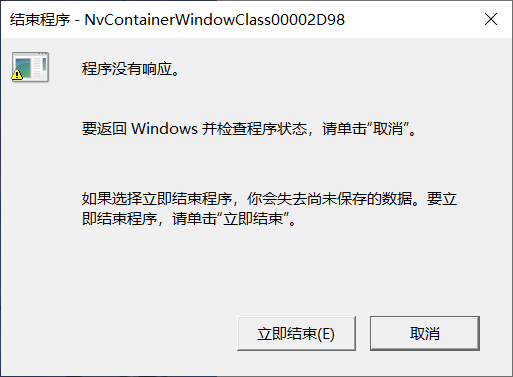 结束程序 - NvContainerWindowClass00002D98
程序没有响应。
要返回 Windows 并检查程序状态，请单击“取消”。
如果选择立即结束程序，你会失去尚未保存的数据。要立
即结束程序，请单击“立即结束”。
立即结束(E)
取消